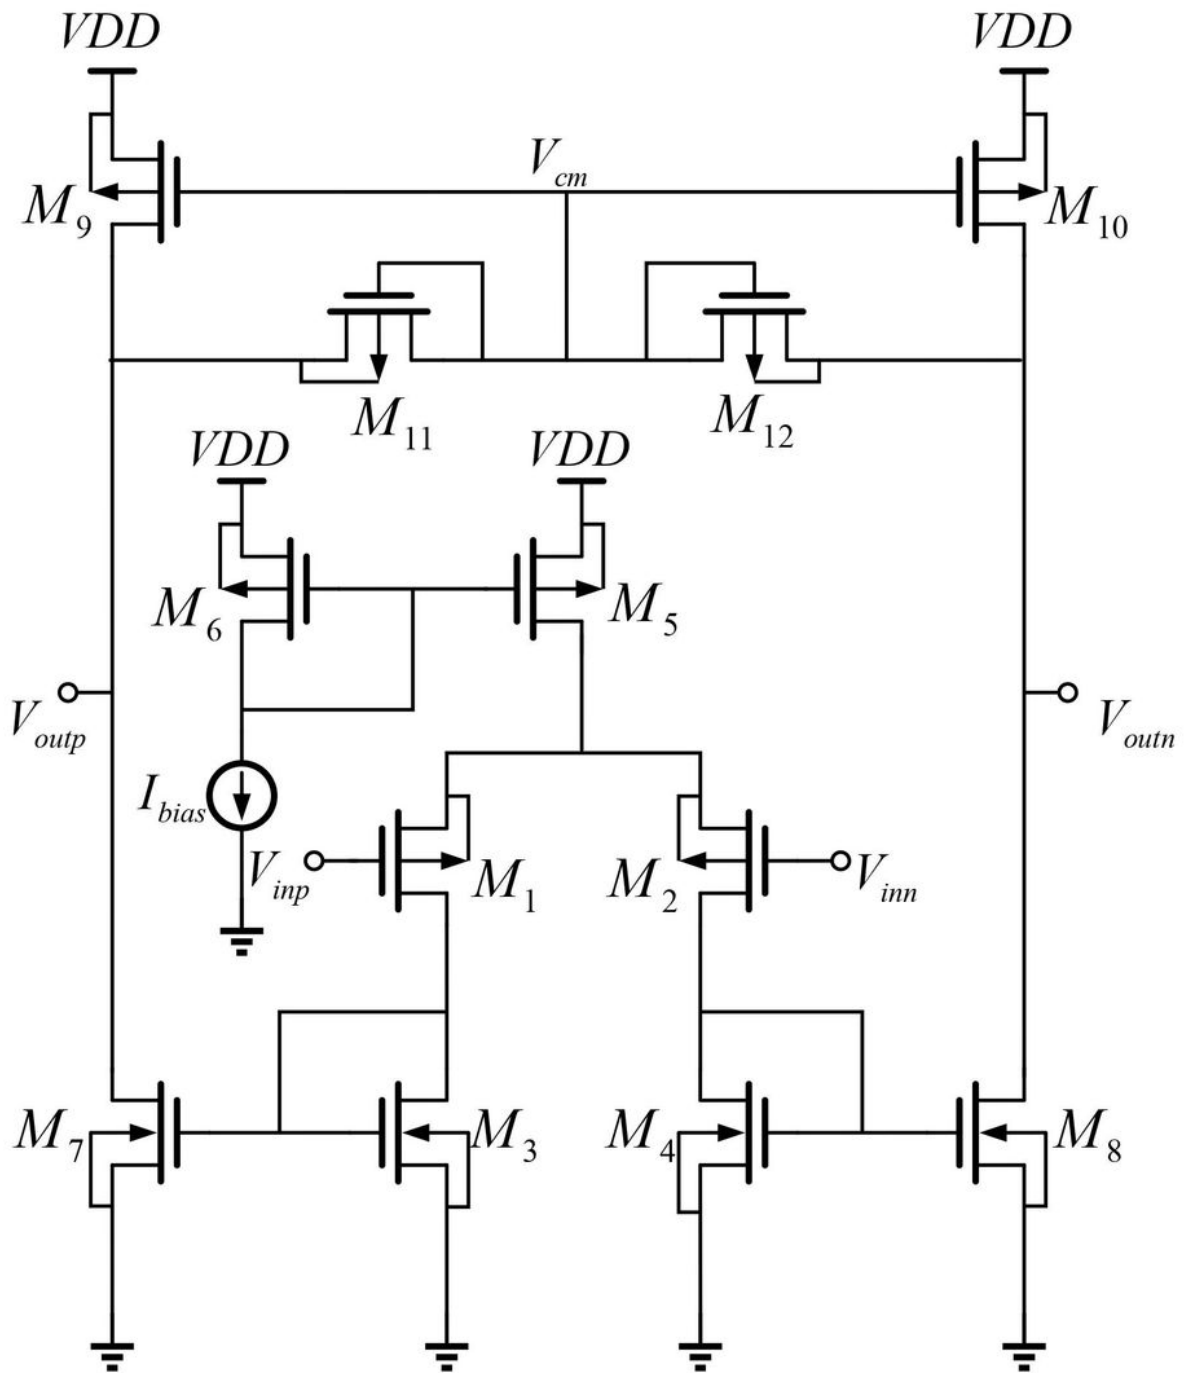 VDD
VDD
V_cm
M_9
M_10
M_11
M_12
VDD
VDD
M_6
M_5
V_outp
V_outn
I_bias
V_inp
M_1
M_2
V_inn
M_7
M_3
M_4
M_8